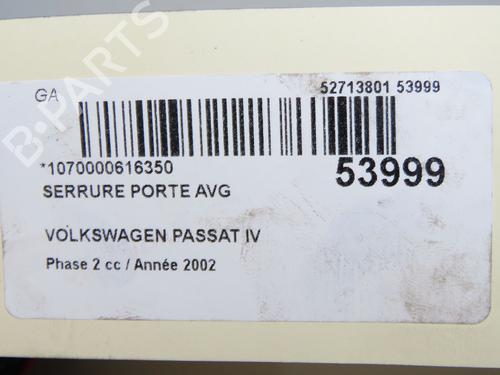 GA
52713801 53999
*1070000616350
53999
SERRURE PORTE AVG
VOLKSWAGEN PASSAT IV
Phase 2 cc / Année 2002
B-PARTS